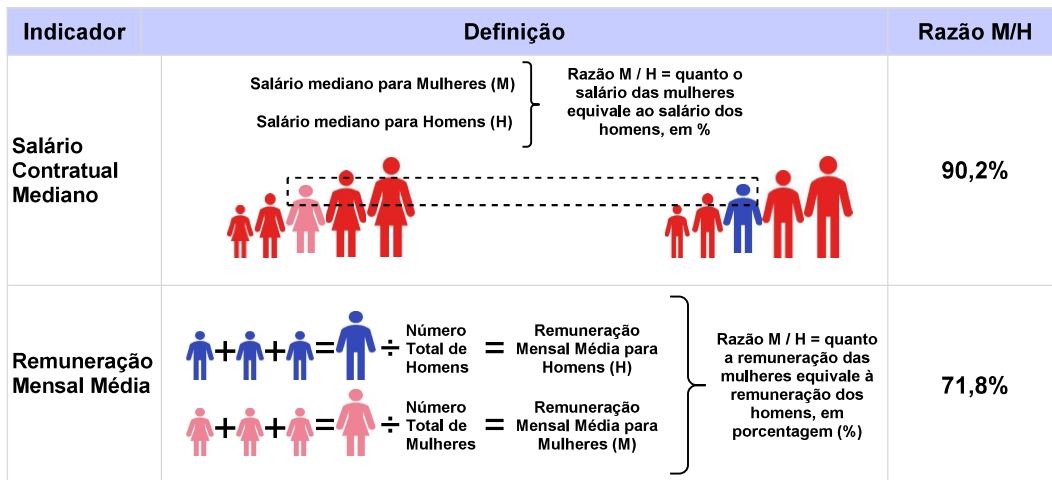 Indicador
Definição
Razão M/H
Salário
Contratual
Mediano
Salário mediano para Mulheres (M)
Salário mediano para Homens (H)
Razão M / H = quanto o
salário das mulheres
equivale ao salário dos
homens, em %
90,2%
Remuneração
Mensal Média
+ + = ÷
Número
Total de
Homens
=
Remuneração
Mensal Média para
Homens (H)
+ + = ÷
Número
Total de
Mulheres
=
Remuneração
Mensal Média para
Mulheres (M)
Razão M / H = quanto
a remuneração das
mulheres equivale à
remuneração dos
homens, em
porcentagem (%)
71,8%